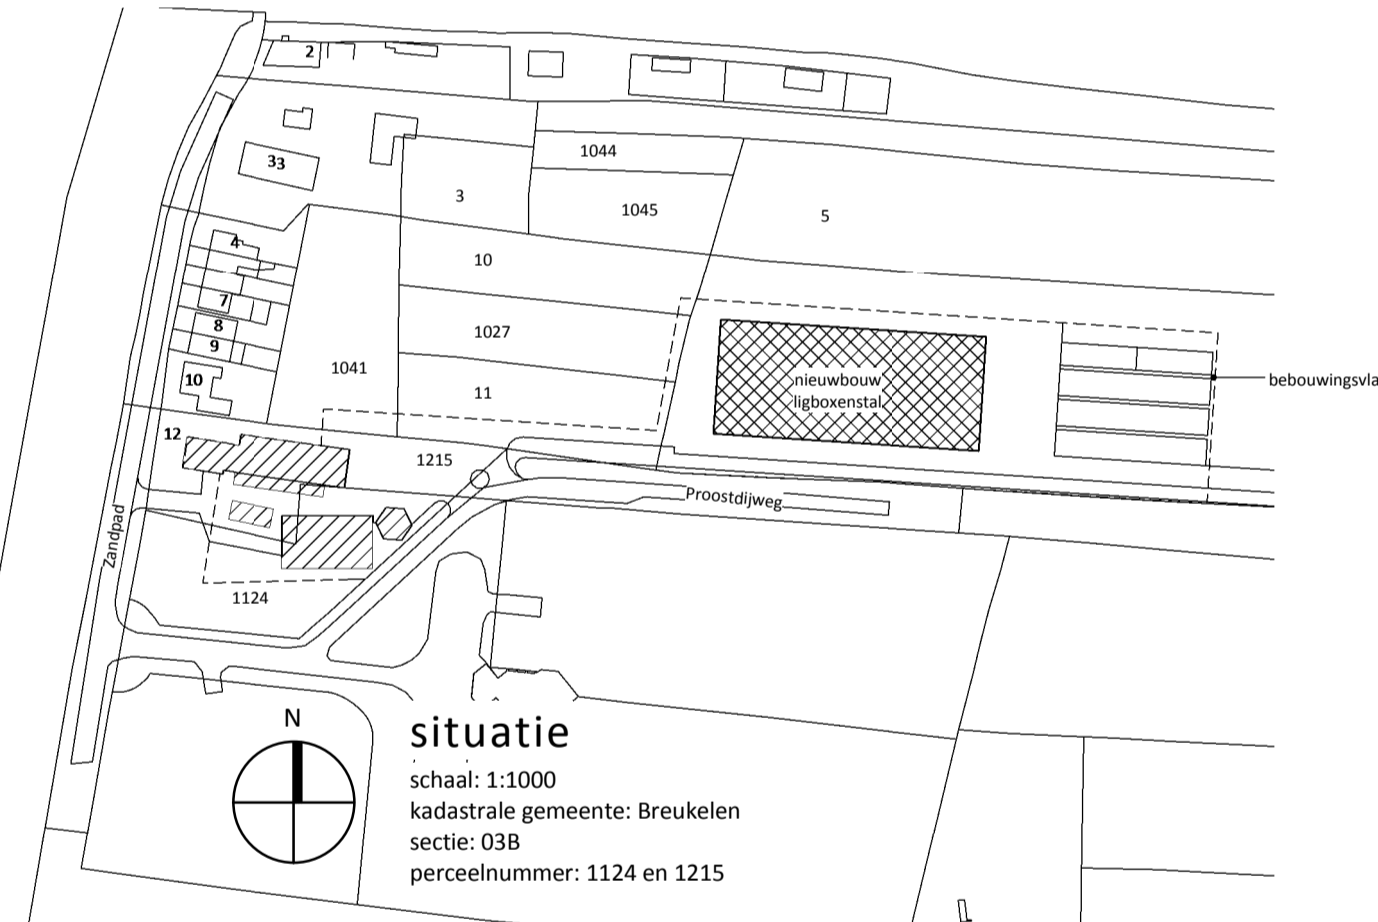 2
33
1044
3
1045
5
4
10
7
8
1027
9
1041
10
11
nieuwbouw
ligboxenstal
bebouwingsvla
12
1215
Proostdijweg
Zandpad
1124
N
situatie
schaal: 1:1000
kadastrale gemeente: Breukelen
sectie: 03B
perceelnummer: 1124 en 1215